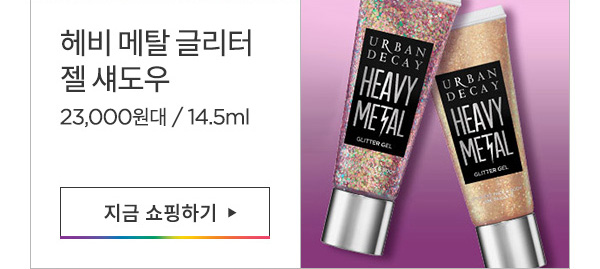 헤비 메탈 글리터
젤 섀도우
23,000원대 / 14.5ml
지금 쇼핑하기 ▶
URBAN
DECAY
HEAVY
METAL
GLITTER GEL
URBAN
DECAY
HEAVY
METAL
GLITTER GEL